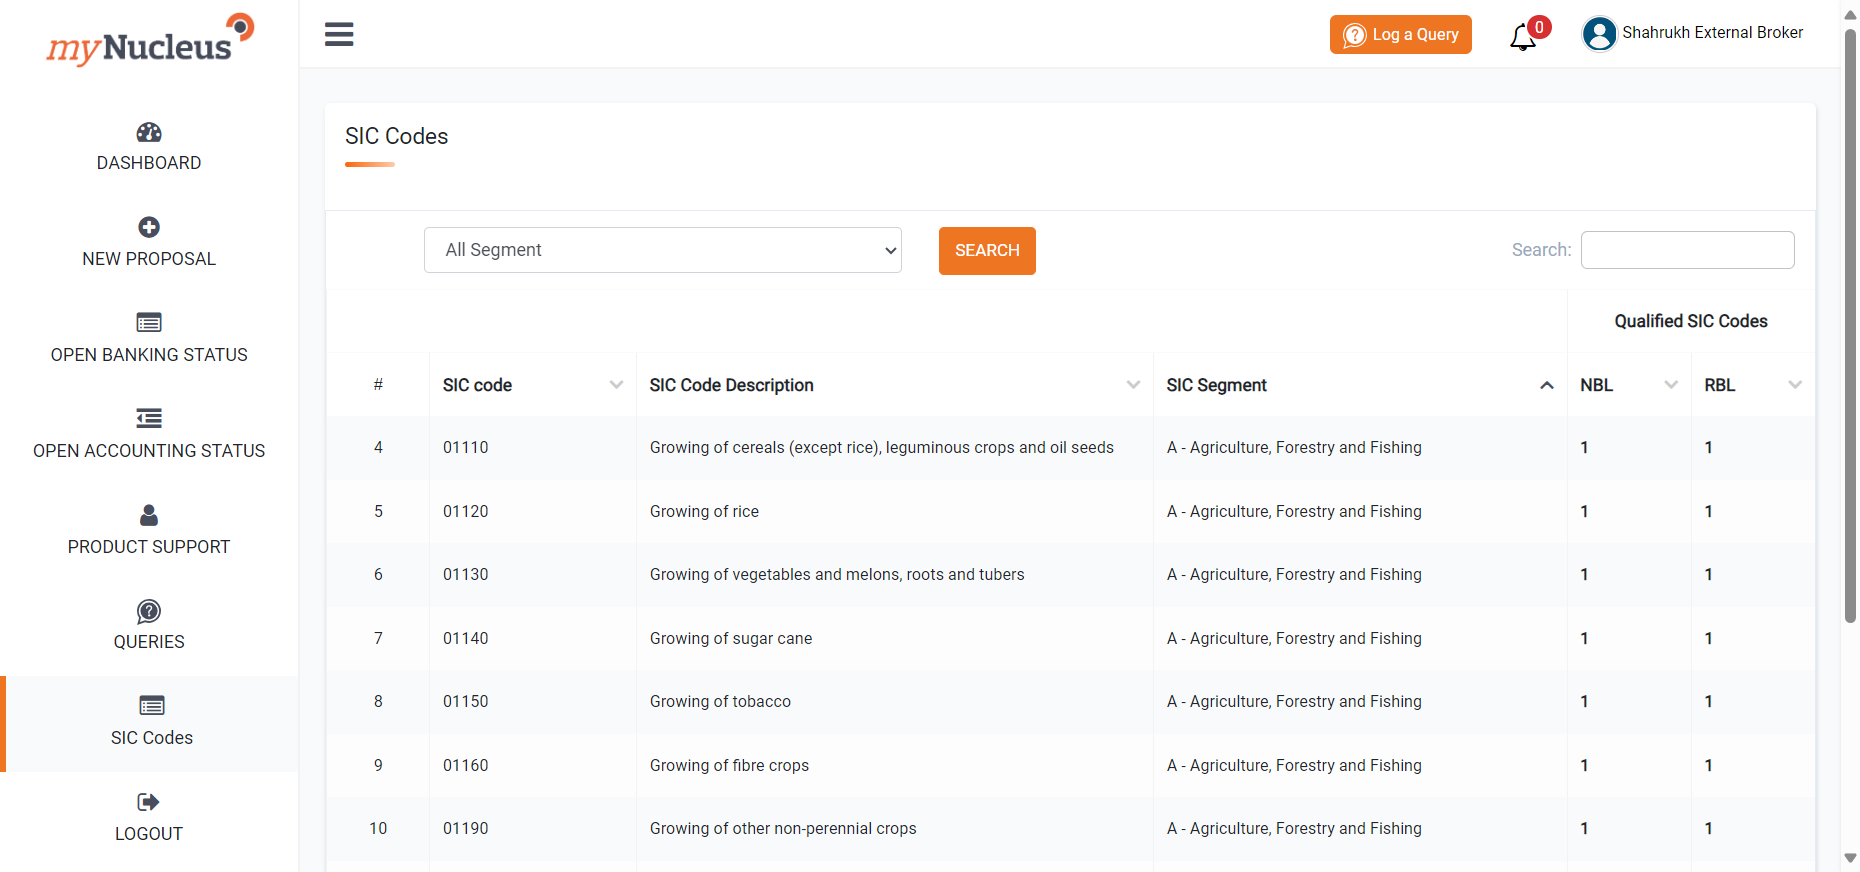 myNucleus
Log a Query
0
Shahrukh External Broker
DASHBOARD
NEW PROPOSAL
OPEN BANKING STATUS
OPEN ACCOUNTING STATUS
PRODUCT SUPPORT
QUERIES
SIC Codes
LOGOUT
SIC Codes
All Segment
SEARCH
Search:
Qualified SIC Codes
# SIC code SIC Code Description SIC Segment NBL RBL
4 01110 Growing of cereals (except rice), leguminous crops and oil seeds A - Agriculture, Forestry and Fishing 1 1
5 01120 Growing of rice A - Agriculture, Forestry and Fishing 1 1
6 01130 Growing of vegetables and melons, roots and tubers A - Agriculture, Forestry and Fishing 1 1
7 01140 Growing of sugar cane A - Agriculture, Forestry and Fishing 1 1
8 01150 Growing of tobacco A - Agriculture, Forestry and Fishing 1 1
9 01160 Growing of fibre crops A - Agriculture, Forestry and Fishing 1 1
10 01190 Growing of other non-perennial crops A - Agriculture, Forestry and Fishing 1 1